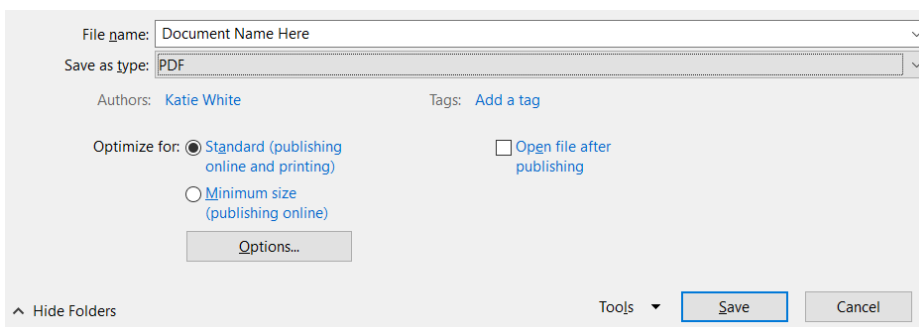 File name: Document Name Here
Save as type: PDF
Authors: Katie White Tags: Add a tag
Optimize for: Standard (publishing online and printing)
Open file after publishing
Minimum size (publishing online)
Options...
Hide Folders Tools Save Cancel